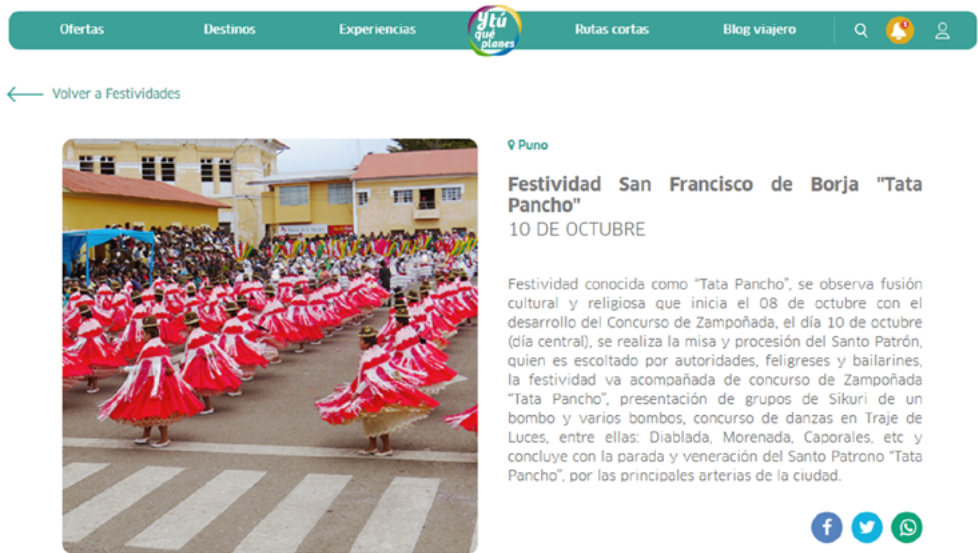 Ofertas
Destinos
Experiencias
Ytú
qué
planes
Rutas cortas
Blog viajero
Volver a Festividades
Puno
Festividad San Francisco de Borja "Tata
Pancho"
10 DE OCTUBRE
Festividad conocida como "Tata Pancho", se observa fusión
cultural y religiosa que inicia el 08 de octubre con el
desarrollo del Concurso de Zampoñada, el día 10 de octubre
(día central), se realiza la misa y procesión del Santo Patrón,
quien es escoltado por autoridades, feligreses y bailarines,
la festividad va acompañada de concurso de Zampoñada
"Tata Pancho", presentación de grupos de Sikuri de un
bombo y varios bombos, concurso de danzas en Traje de
Luces, entre ellas: Diablada, Morenada, Caporales, etc y
concluye con la parada y veneración del Santo Patrono "Tata
Pancho", por las principales arterias de la ciudad.